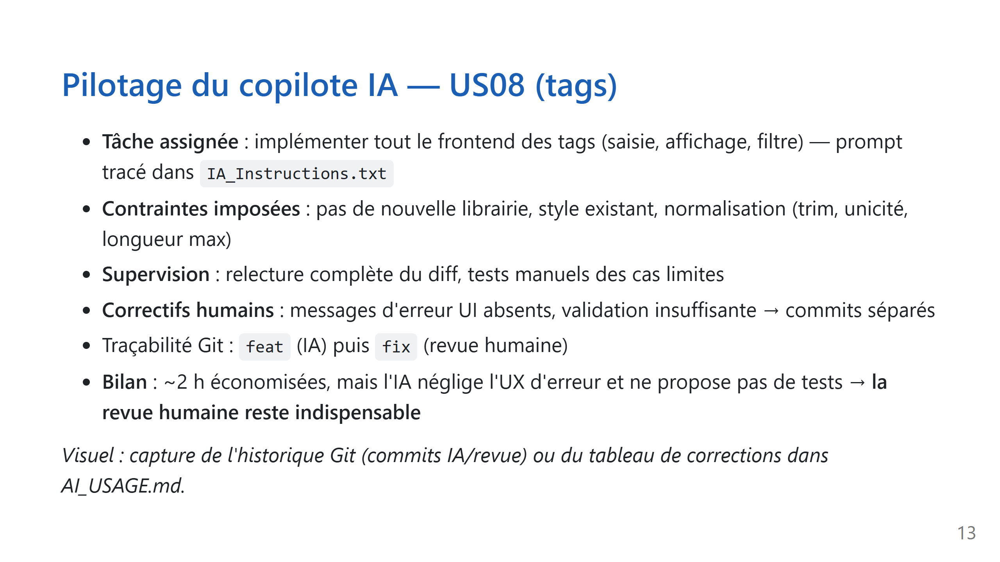 Pilotage du copilote IA — US08 (tags)
• Tâche assignée : implémenter tout le frontend des tags (saisie, affichage, filtre) — prompt
tracé dans IA_Instructions.txt
• Contraintes imposées : pas de nouvelle librairie, style existant, normalisation (trim, unicité,
longueur max)
• Supervision : relecture complète du diff, tests manuels des cas limites
• Correctifs humains : messages d'erreur UI absents, validation insuffisante → commits séparés
• Traçabilité Git : feat (IA) puis fix (revue humaine)
• Bilan : ~2 h économisées, mais l'IA néglige l'UX d'erreur et ne propose pas de tests → la
revue humaine reste indispensable
Visuel : capture de l'historique Git (commits IA/revue) ou du tableau de corrections dans
AI_USAGE.md.
13